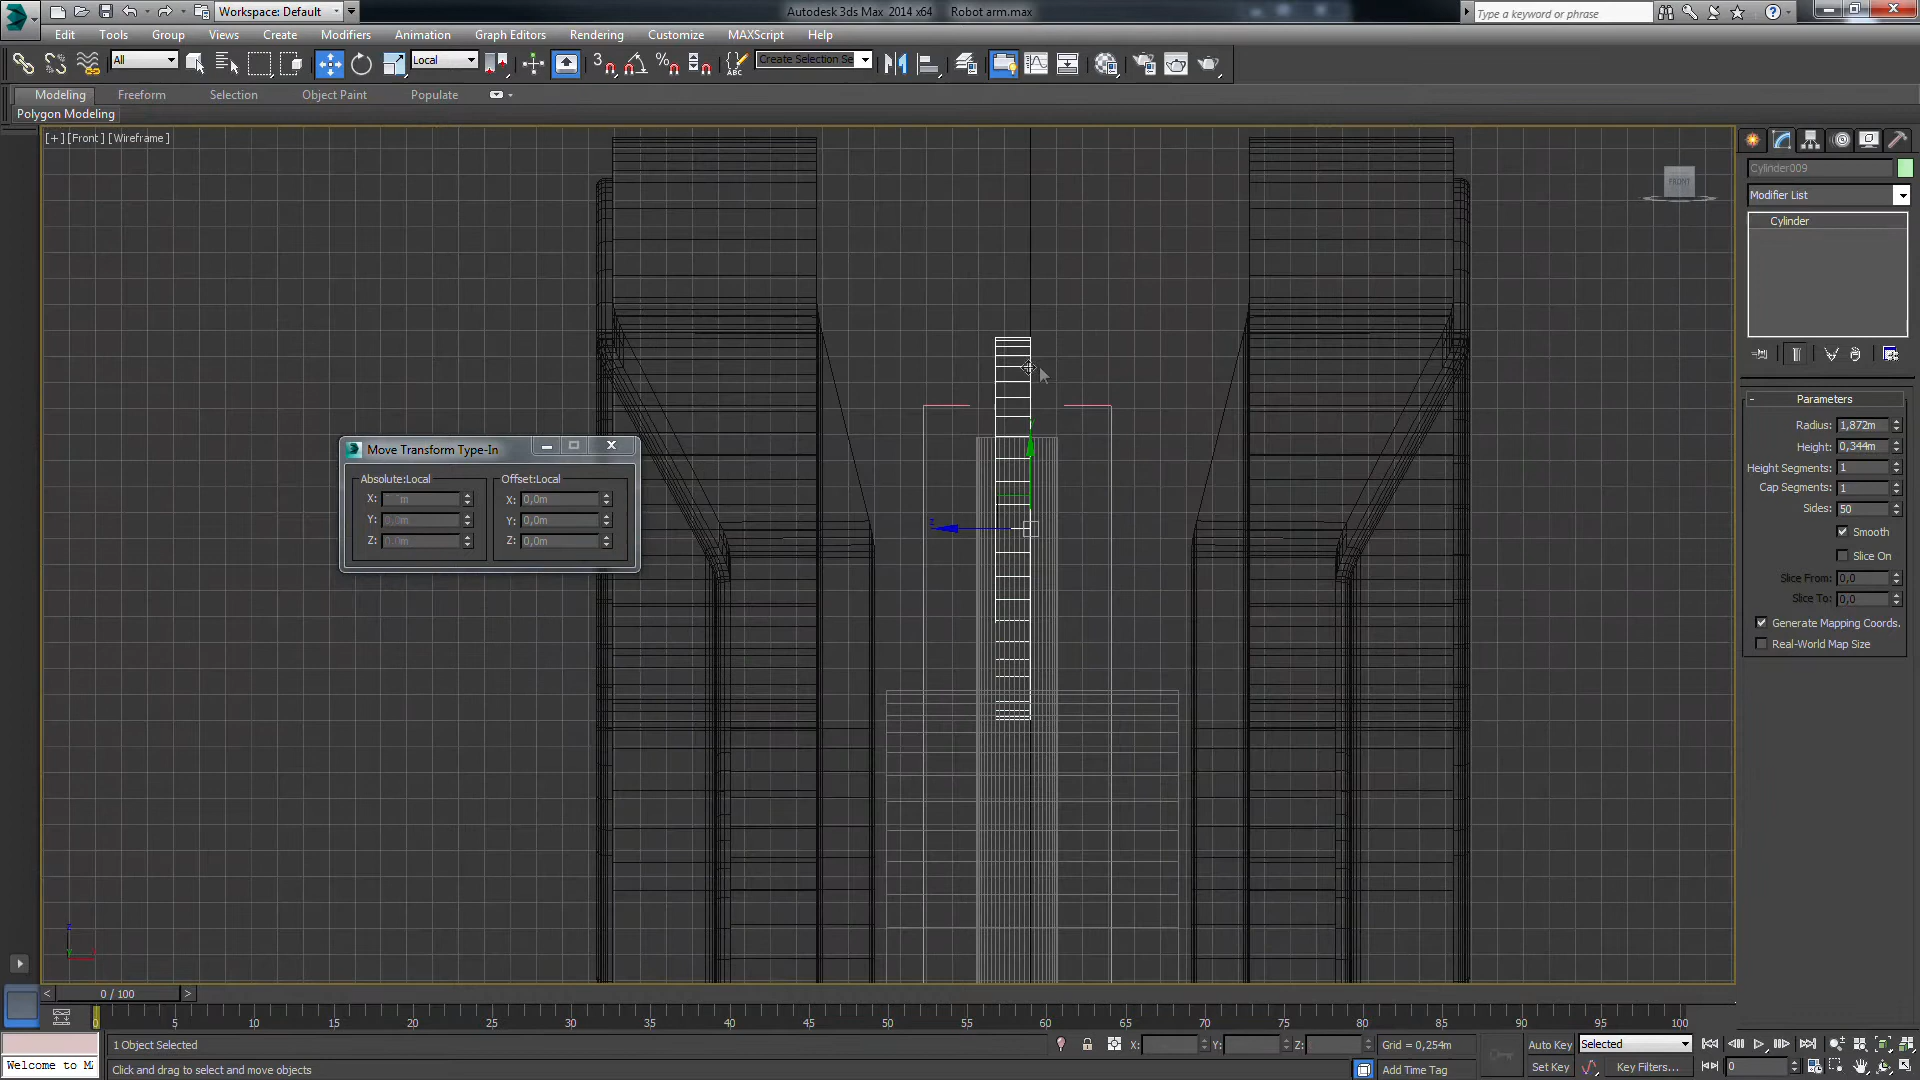 Workspace: Default
Autodesk 3ds Max 2014 x64 Robot arm.max
Type a keyword or phrase
Edit Tools Group Views Create Modifiers Animation Graph Editors Rendering Customize MAXScript Help
All
Local
3
Create Selection Se
Modeling Freeform Selection Object Paint Populate
Polygon Modeling
[+] [Front] [Wireframe]
FRONT
Cylinder009
Modifier List
Cylinder
Parameters
Radius: 1,872m
Height: 0,344m
Height Segments: 1
Cap Segments: 1
Sides: 50
Smooth
Slice On
Slice From: 0,0
Slice To: 0,0
Generate Mapping Coords.
Real-World Map Size
Move Transform Type-In
Absolute:Local Offset:Local
X: X: 0,0m
Y: 0,0m Y: 0,0m
Z: 0,0m Z: 0,0m
z
0 / 100
0 5 10 15 20 25 30 35 40 45 50 55 60 65 70 75 80 85 90 95 100
1 Object Selected X: Y: Z: Grid = 0,254m Auto Key Selected
Welcome to Click and drag to select and move objects Add Time Tag Set Key Key Filters... 0